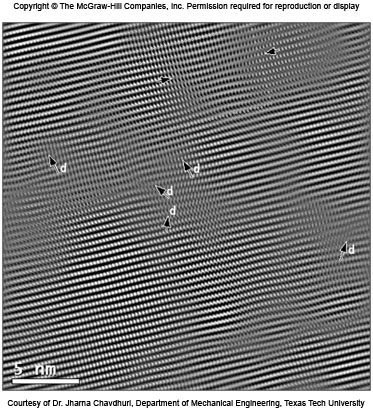 Copyright © The McGraw-Hill Companies, Inc. Permission required for reproduction or display
d
d
d
d
d
5 nm
Courtesy of Dr. Jharna Chavdhurl, Department of Mechanical Engineering, Texas Tech University